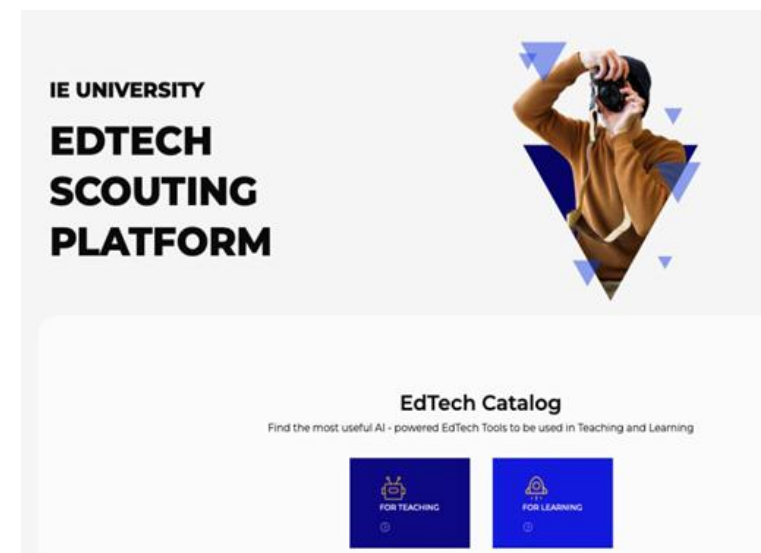 IE UNIVERSITY
EDTECH
SCOUTING
PLATFORM
EdTech Catalog
Find the most useful AI - powered EdTech Tools to be used in Teaching and Learning
FOR TEACHING
FOR LEARNING